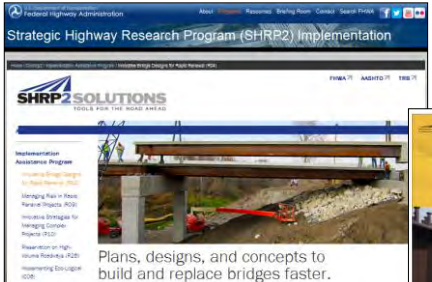 U.S. Department of Transportation
Federal Highway Administration
About Programs Resources Briefing Room Contact Search FHWA
Strategic Highway Research Program (SHRP2) Implementation
FHWA AASHTO TRB
SHRP2SOLUTIONS
TOOLS FOR THE ROAD AHEAD
Implementation
Assistance Program
Innovative Bridge Designs
for Rapid Renewal (R04)
Managing Risk in Rapid
Renewal Projects (R09)
Innovative Strategies for
Managing Complex
Projects (R10)
Preservation on High-
Volume Roadways (R26)
Implementing Eco-Logical
(C06)
Plans, designs, and concepts to
build and replace bridges faster.